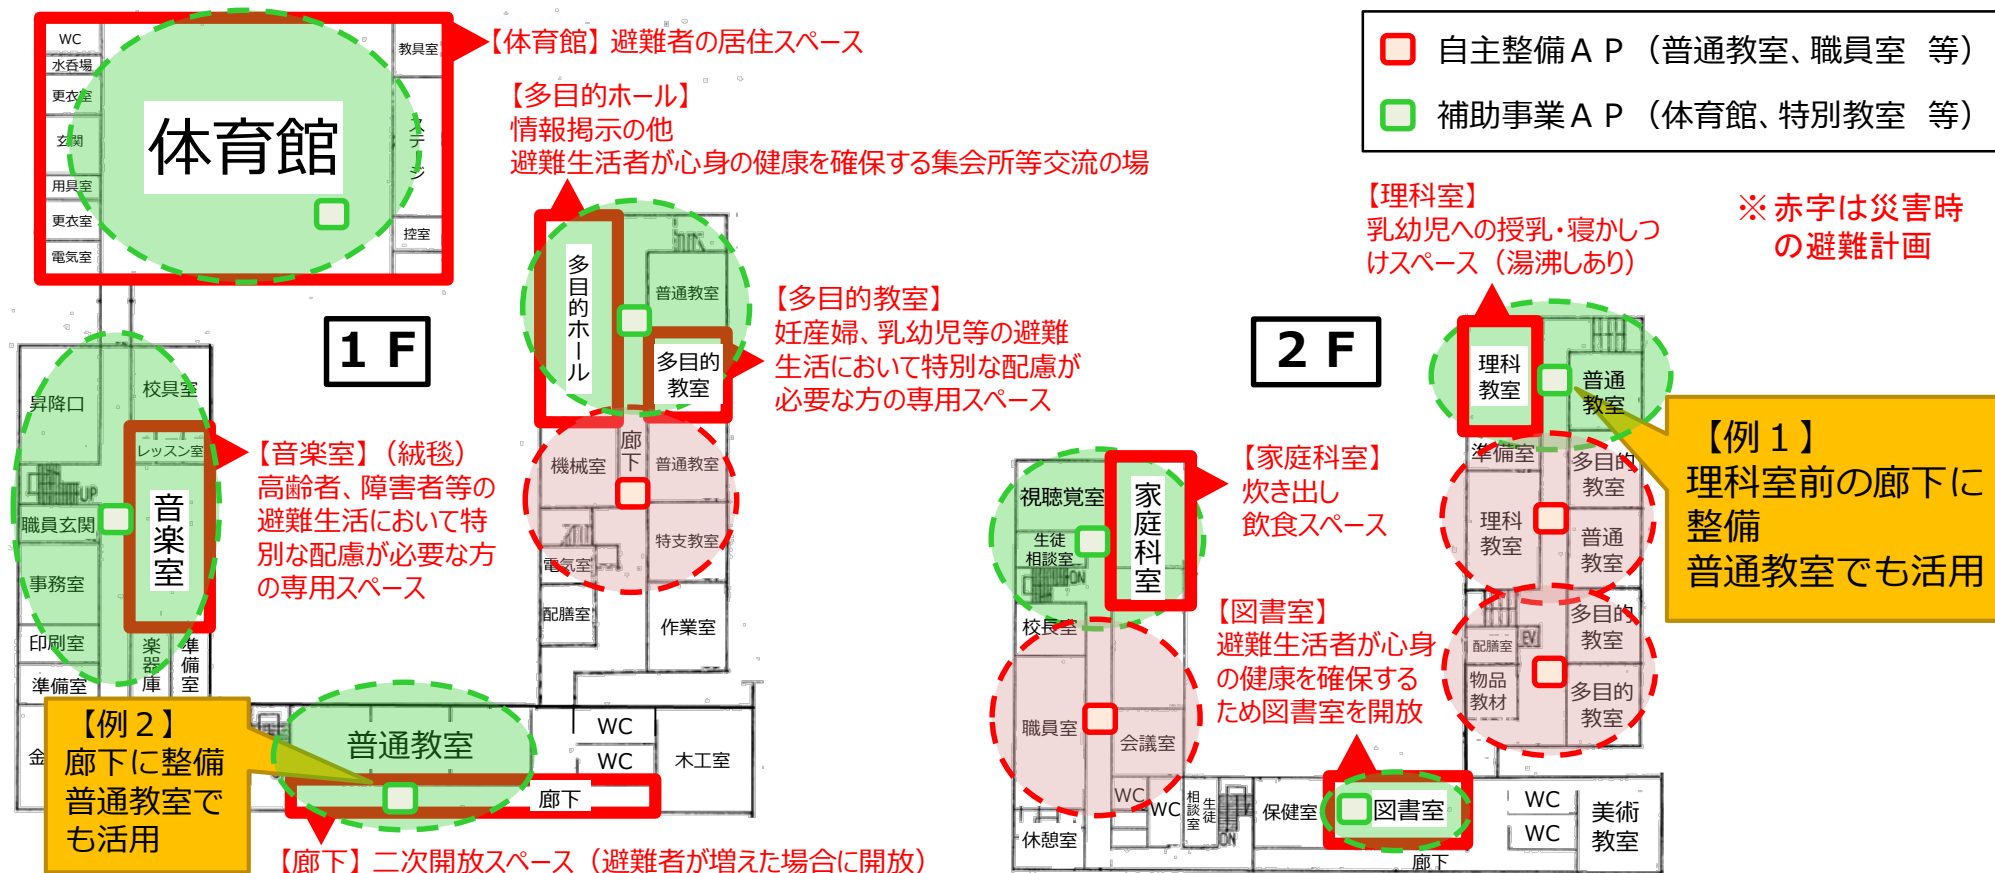 WC
水呑場
更衣室
玄関
用具室
更衣室
電気室
体育館
教具室
ステージ
控室
【体育館】避難者の居住スペース
【多目的ホール】
情報掲示の他
避難生活者が心身の健康を確保する集会所等交流の場
自主整備ＡＰ（普通教室、職員室 等）
補助事業ＡＰ（体育館、特別教室 等）
※赤字は災害時
の避難計画
1 F
昇降口
校具室
レッスン室
UP
職員玄関
音楽室
事務室
印刷室
準備室
楽器庫
準備室
金
【音楽室】（絨毯）
高齢者、障害者等の
避難生活において特
別な配慮が必要な方
の専用スペース
多目的ホール
普通教室
多目的
教室
【多目的教室】
妊産婦、乳幼児等の避難
生活において特別な配慮が
必要な方の専用スペース
機械室
廊下
普通教室
特支教室
電気室
配膳室
作業室
【例２】
廊下に整備
普通教室で
も活用
普通教室
WC
WC
木工室
廊下
【廊下】二次開放スペース（避難者が増えた場合に開放）
2 F
【理科室】
乳幼児への授乳・寝かしつ
けスペース（湯沸しあり）
理科
教室
普通
教室
【例１】
理科室前の廊下に
整備
普通教室でも活用
準備室
多目的
教室
理科
教室
普通
教室
多目的
教室
配膳室
EV
物品
教材
多目的
教室
視聴覚室
家庭科室
生徒
相談室
ON
校長室
職員室
会議室
【家庭科室】
炊き出し
飲食スペース
【図書室】
避難生活者が心身
の健康を確保する
ため図書室を開放
WC
WC
生徒
相談室
ON
休憩室
保健室
図書室
WC
WC
美術
教室
廊下